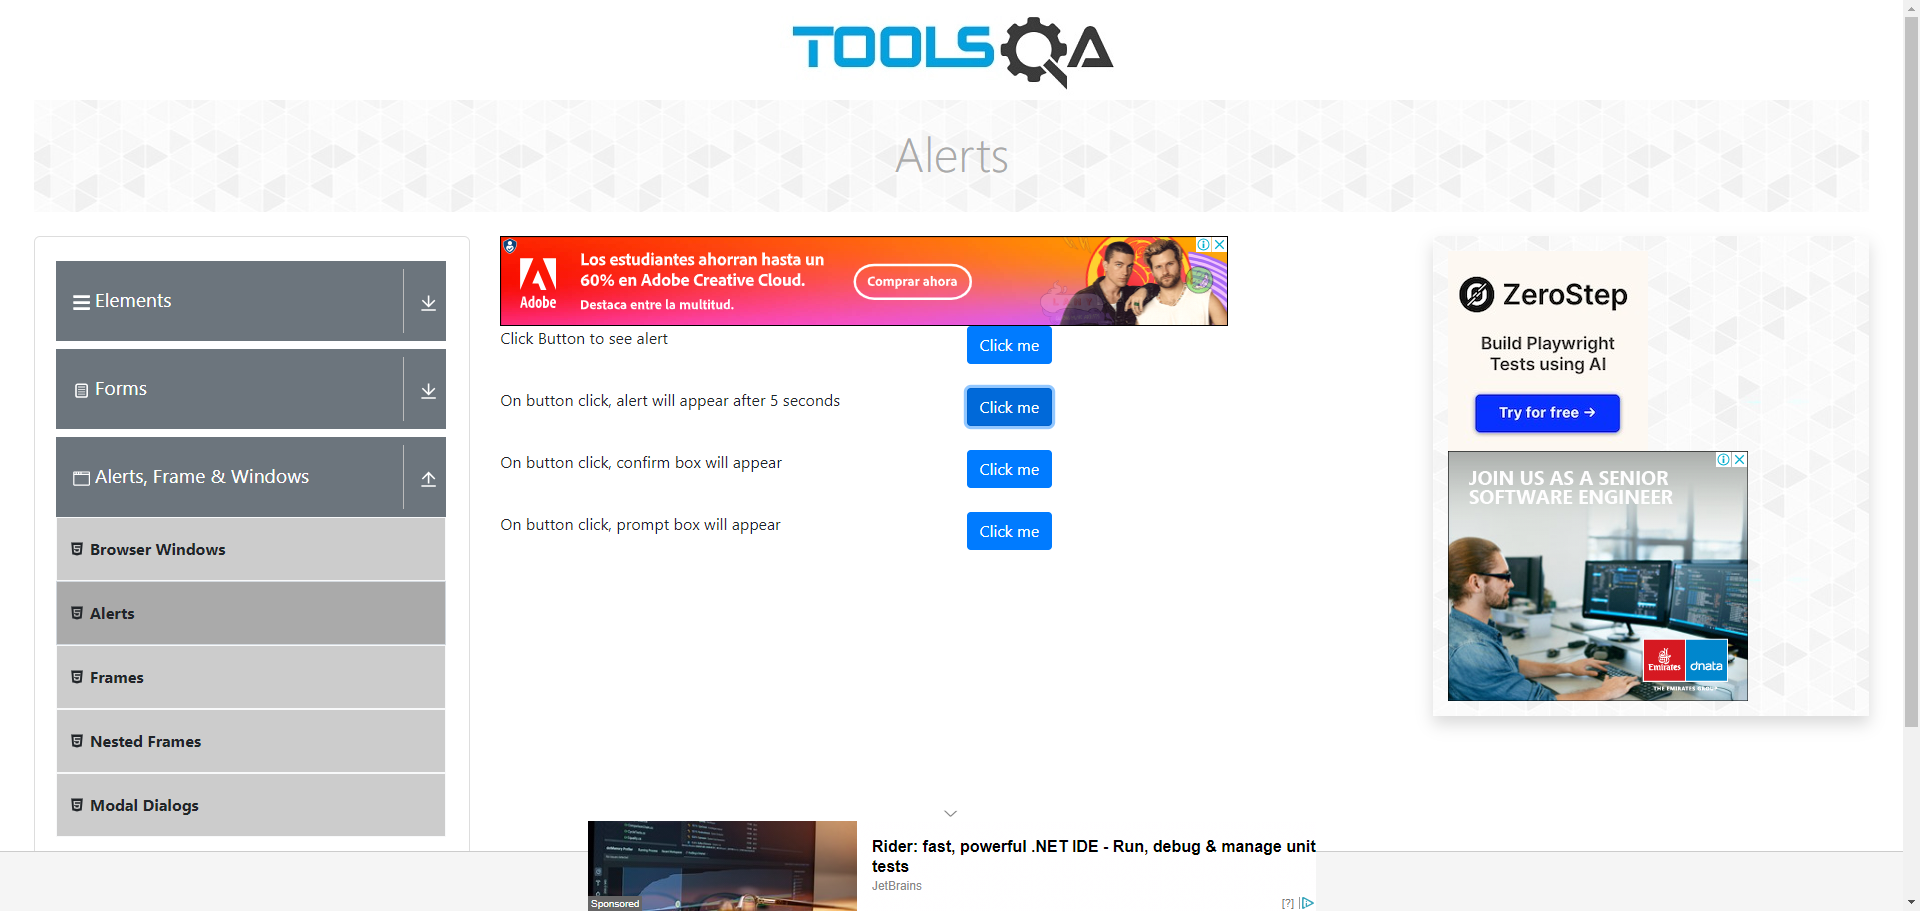 TOOLSQA
Alerts
Elements
Forms
Alerts, Frame & Windows
Browser Windows
Alerts
Frames
Nested Frames
Modal Dialogs
Adobe
Los estudiantes ahorran hasta un
60% en Adobe Creative Cloud.
Destaca entre la multitud.
Comprar ahora
Click Button to see alert
Click me
On button click, alert will appear after 5 seconds
Click me
On button click, confirm box will appear
Click me
On button click, prompt box will appear
Click me
ZeroStep
Build Playwright
Tests using AI
Try for free →
JOIN US AS A SENIOR
SOFTWARE ENGINEER
Emirates
dnata
THE EMIRATES GROUP
Rider: fast, powerful .NET IDE - Run, debug & manage unit
tests
JetBrains
Sponsored
[?]